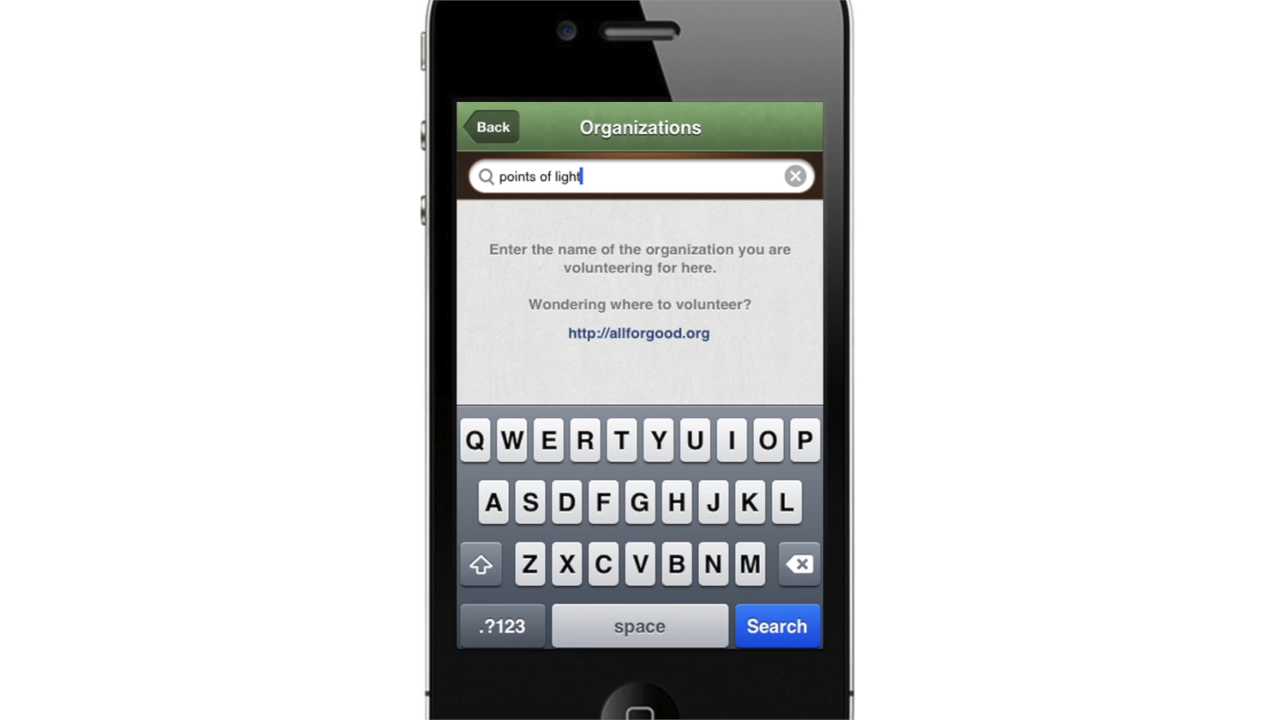 Back
Organizations
points of light
Enter the name of the organization you are
volunteering for here.
Wondering where to volunteer?
http://allforgood.org
Q W E R T Y U I O P
A S D F G H J K L
Z X C V B N M
.?123 space Search